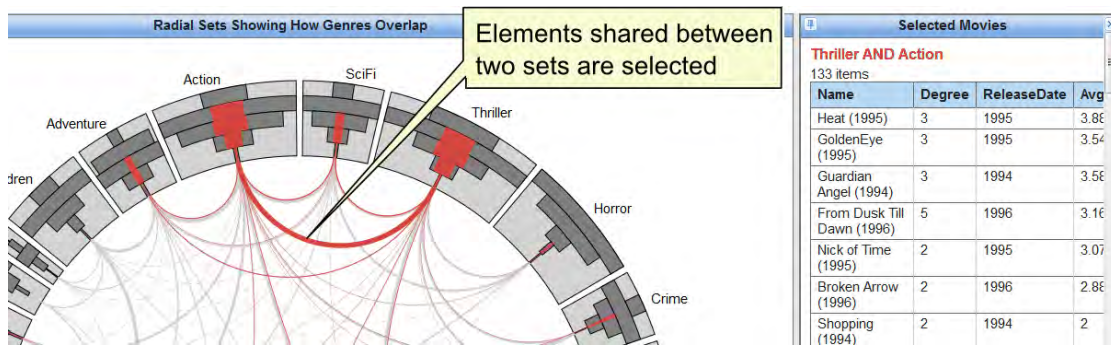 Radial Sets Showing How Genres Overlap
Elements shared between
two sets are selected
Action
SciFi
Thriller
Adventure
dren
Horror
Crime
Selected Movies
Thriller AND Action
133 items
Name Degree ReleaseDate Avg
Heat (1995) 3 1995 3.88
GoldenEye 3 1995 3.54
(1995)
Guardian 3 1994 3.58
Angel (1994)
From Dusk Till 5 1996 3.16
Dawn (1996)
Nick of Time 2 1995 3.07
(1995)
Broken Arrow 2 1996 2.88
(1996)
Shopping 2 1994 2
(1994)